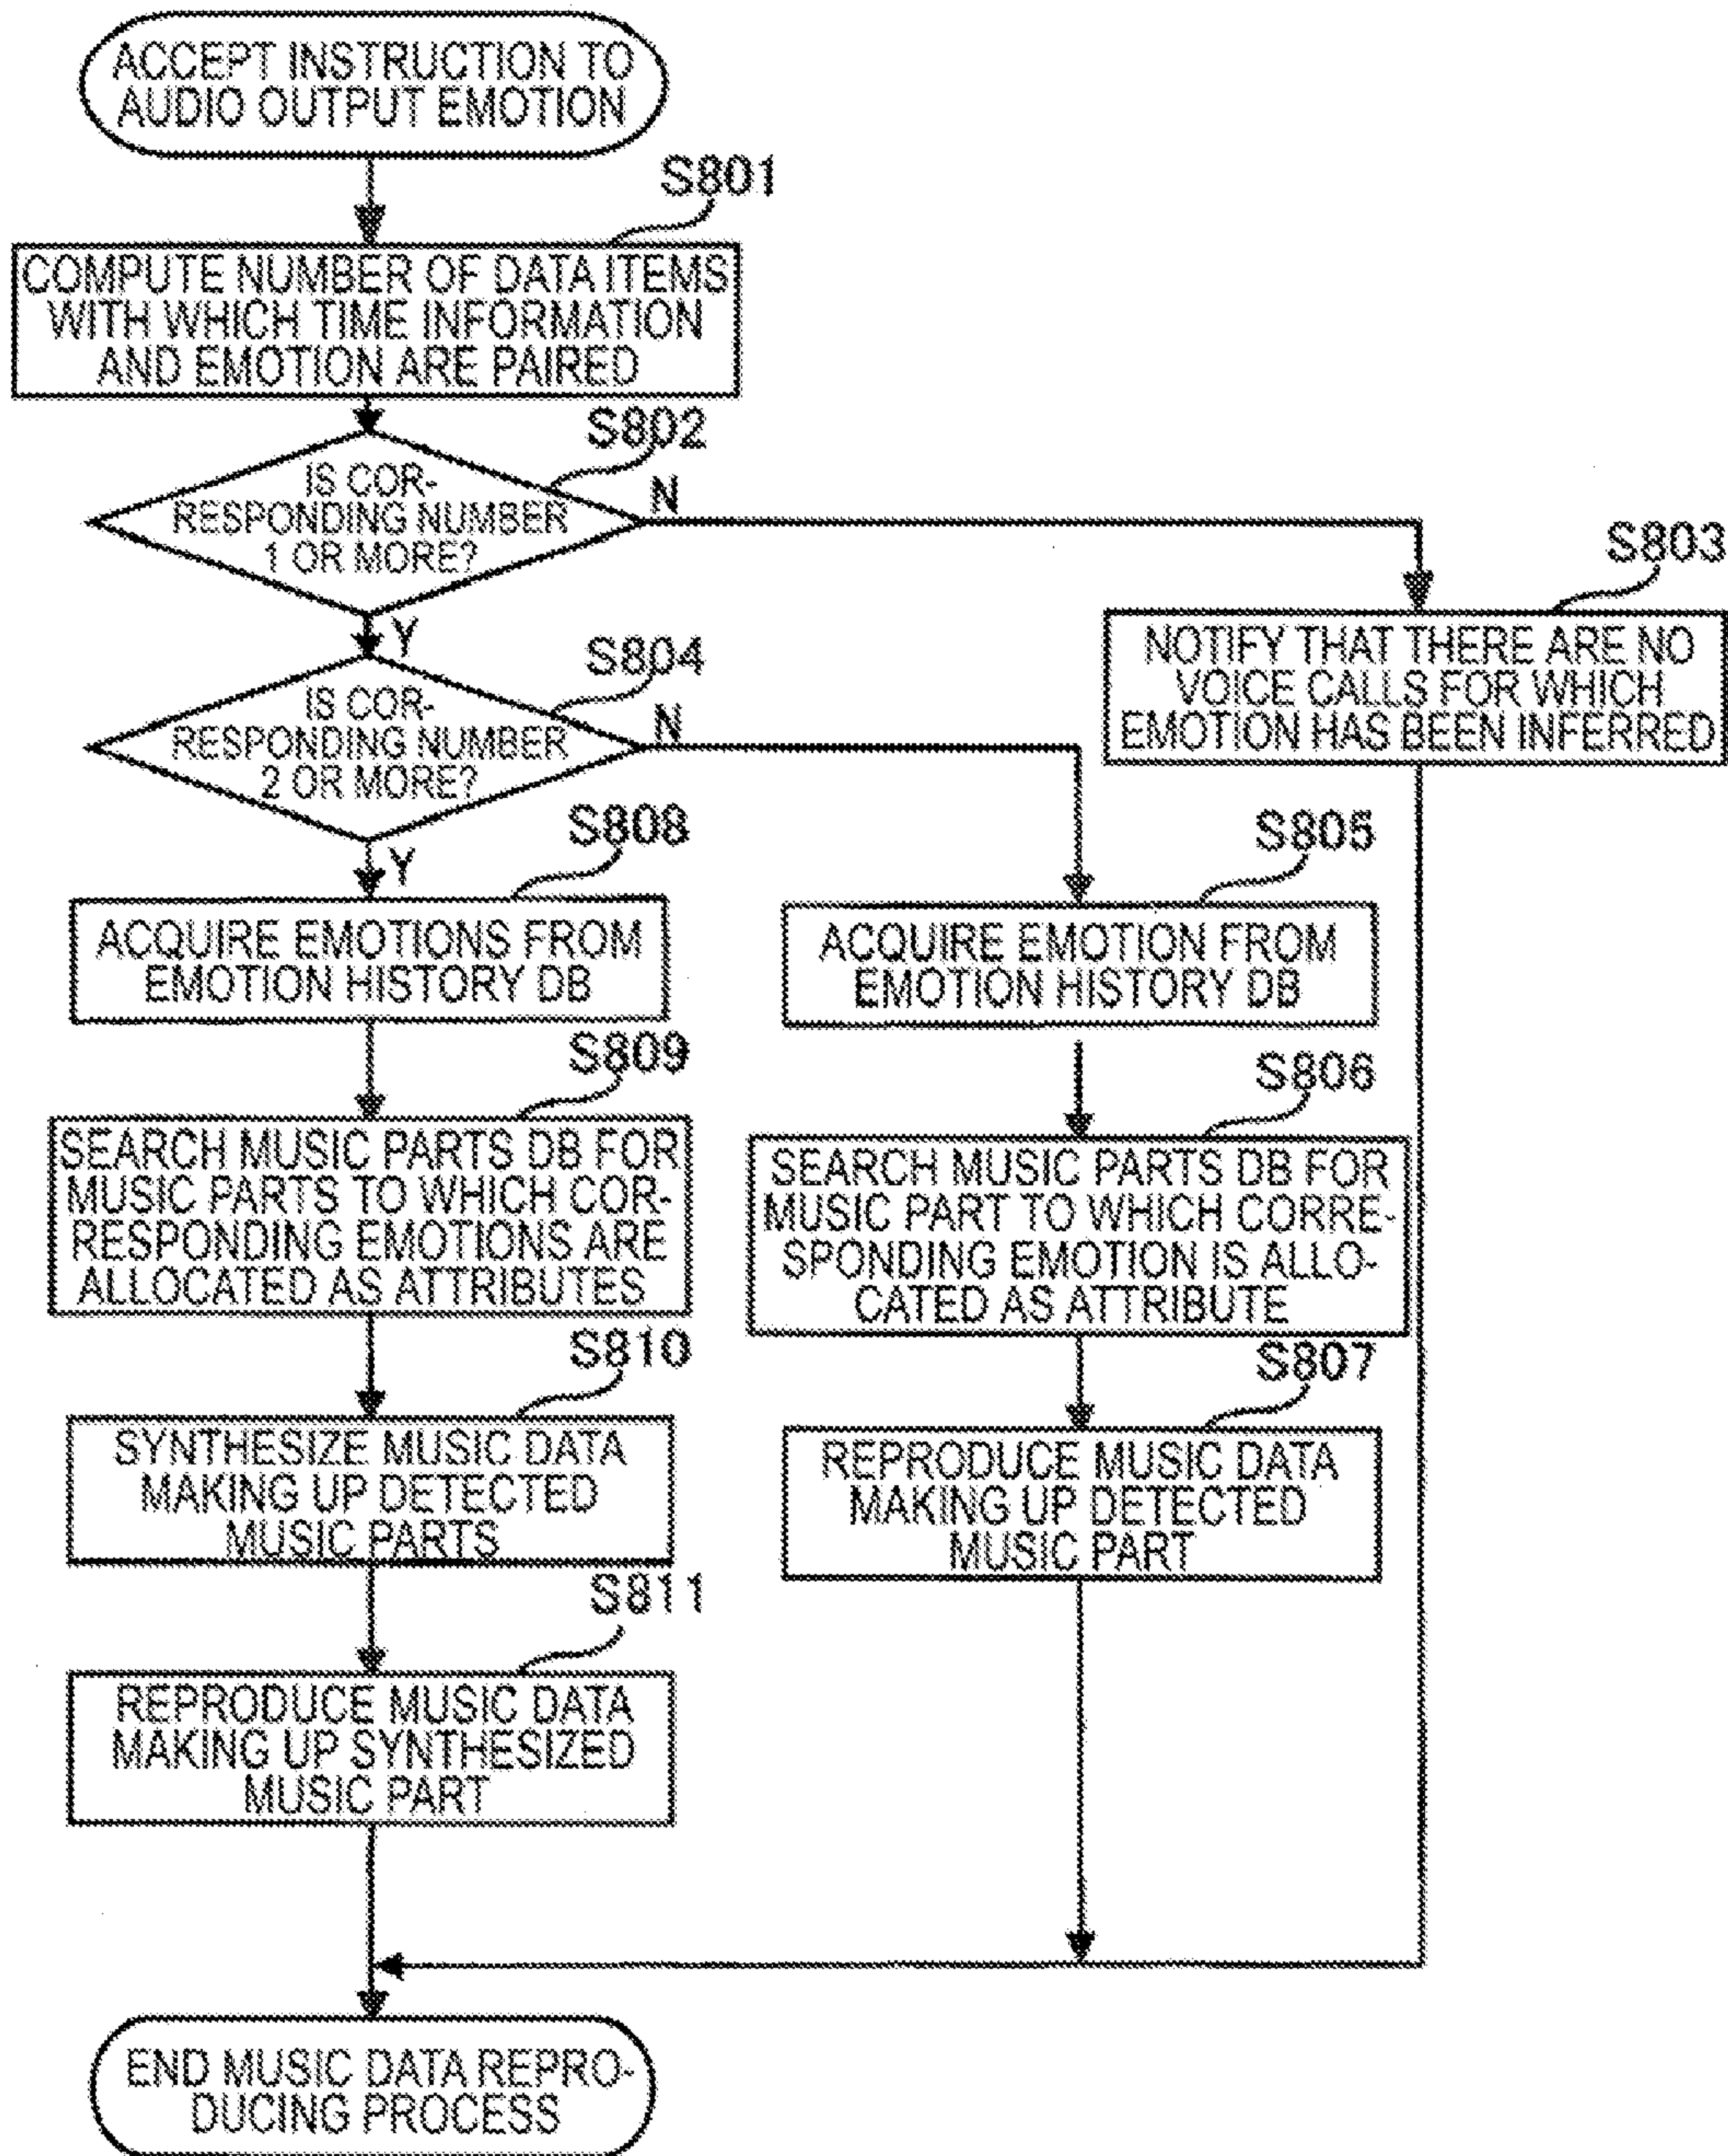 ACCEPT INSTRUCTION TO
AUDIO OUTPUT EMOTION
S801
COMPUTE NUMBER OF DATA ITEMS
WITH WHICH TIME INFORMATION
AND EMOTION ARE PAIRED
S802
IS COR-
RESPONDING NUMBER
1 OR MORE?
N
Y
S803
NOTIFY THAT THERE ARE NO
VOICE CALLS FOR WHICH
EMOTION HAS BEEN INFERRED
S804
IS COR-
RESPONDING NUMBER
2 OR MORE?
N
Y
S808
ACQUIRE EMOTIONS FROM
EMOTION HISTORY DB
S805
ACQUIRE EMOTION FROM
EMOTION HISTORY DB
S809
SEARCH MUSIC PARTS DB FOR
MUSIC PARTS TO WHICH COR-
RESPONDING EMOTIONS ARE
ALLOCATED AS ATTRIBUTES
S806
SEARCH MUSIC PARTS DB FOR
MUSIC PART TO WHICH CORRE-
SPONDING EMOTION IS ALLO-
CATED AS ATTRIBUTE
S810
SYNTHESIZE MUSIC DATA
MAKING UP DETECTED
MUSIC PARTS
S807
REPRODUCE MUSIC DATA
MAKING UP DETECTED
MUSIC PART
S811
REPRODUCE MUSIC DATA
MAKING UP SYNTHESIZED
MUSIC PART
END MUSIC DATA REPRO-
DUCING PROCESS